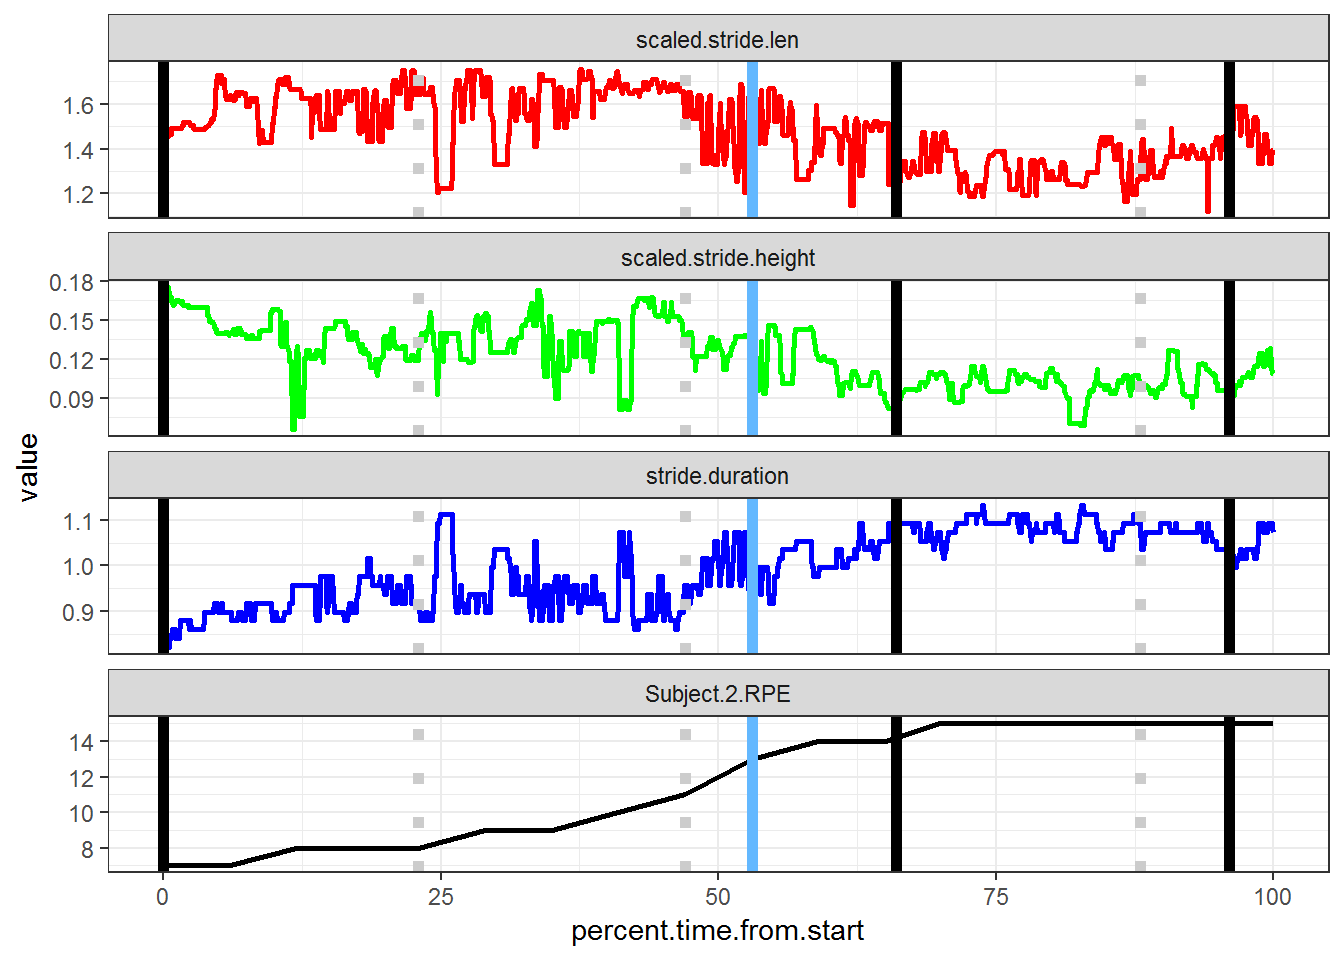 scaled.stride.len
1.6
1.4
1.2
scaled.stride.height
0.18
0.15
0.12
0.09
value
stride.duration
1.1
1.0
0.9
Subject.2.RPE
14
12
10
8
0 25 50 75 100
percent.time.from.start